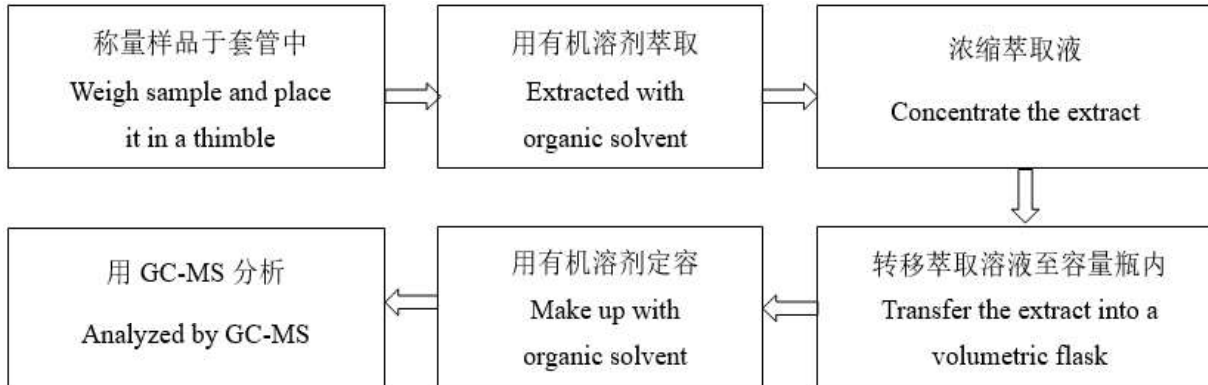 称量样品于套管中
Weigh sample and place
it in a thimble
用有机溶剂萃取
Extracted with
organic solvent
浓缩萃取液
Concentrate the extract
转移萃取溶液至容量瓶内
Transfer the extract into a
volumetric flask
用有机溶剂定容
Make up with
organic solvent
用 GC-MS 分析
Analyzed by GC-MS